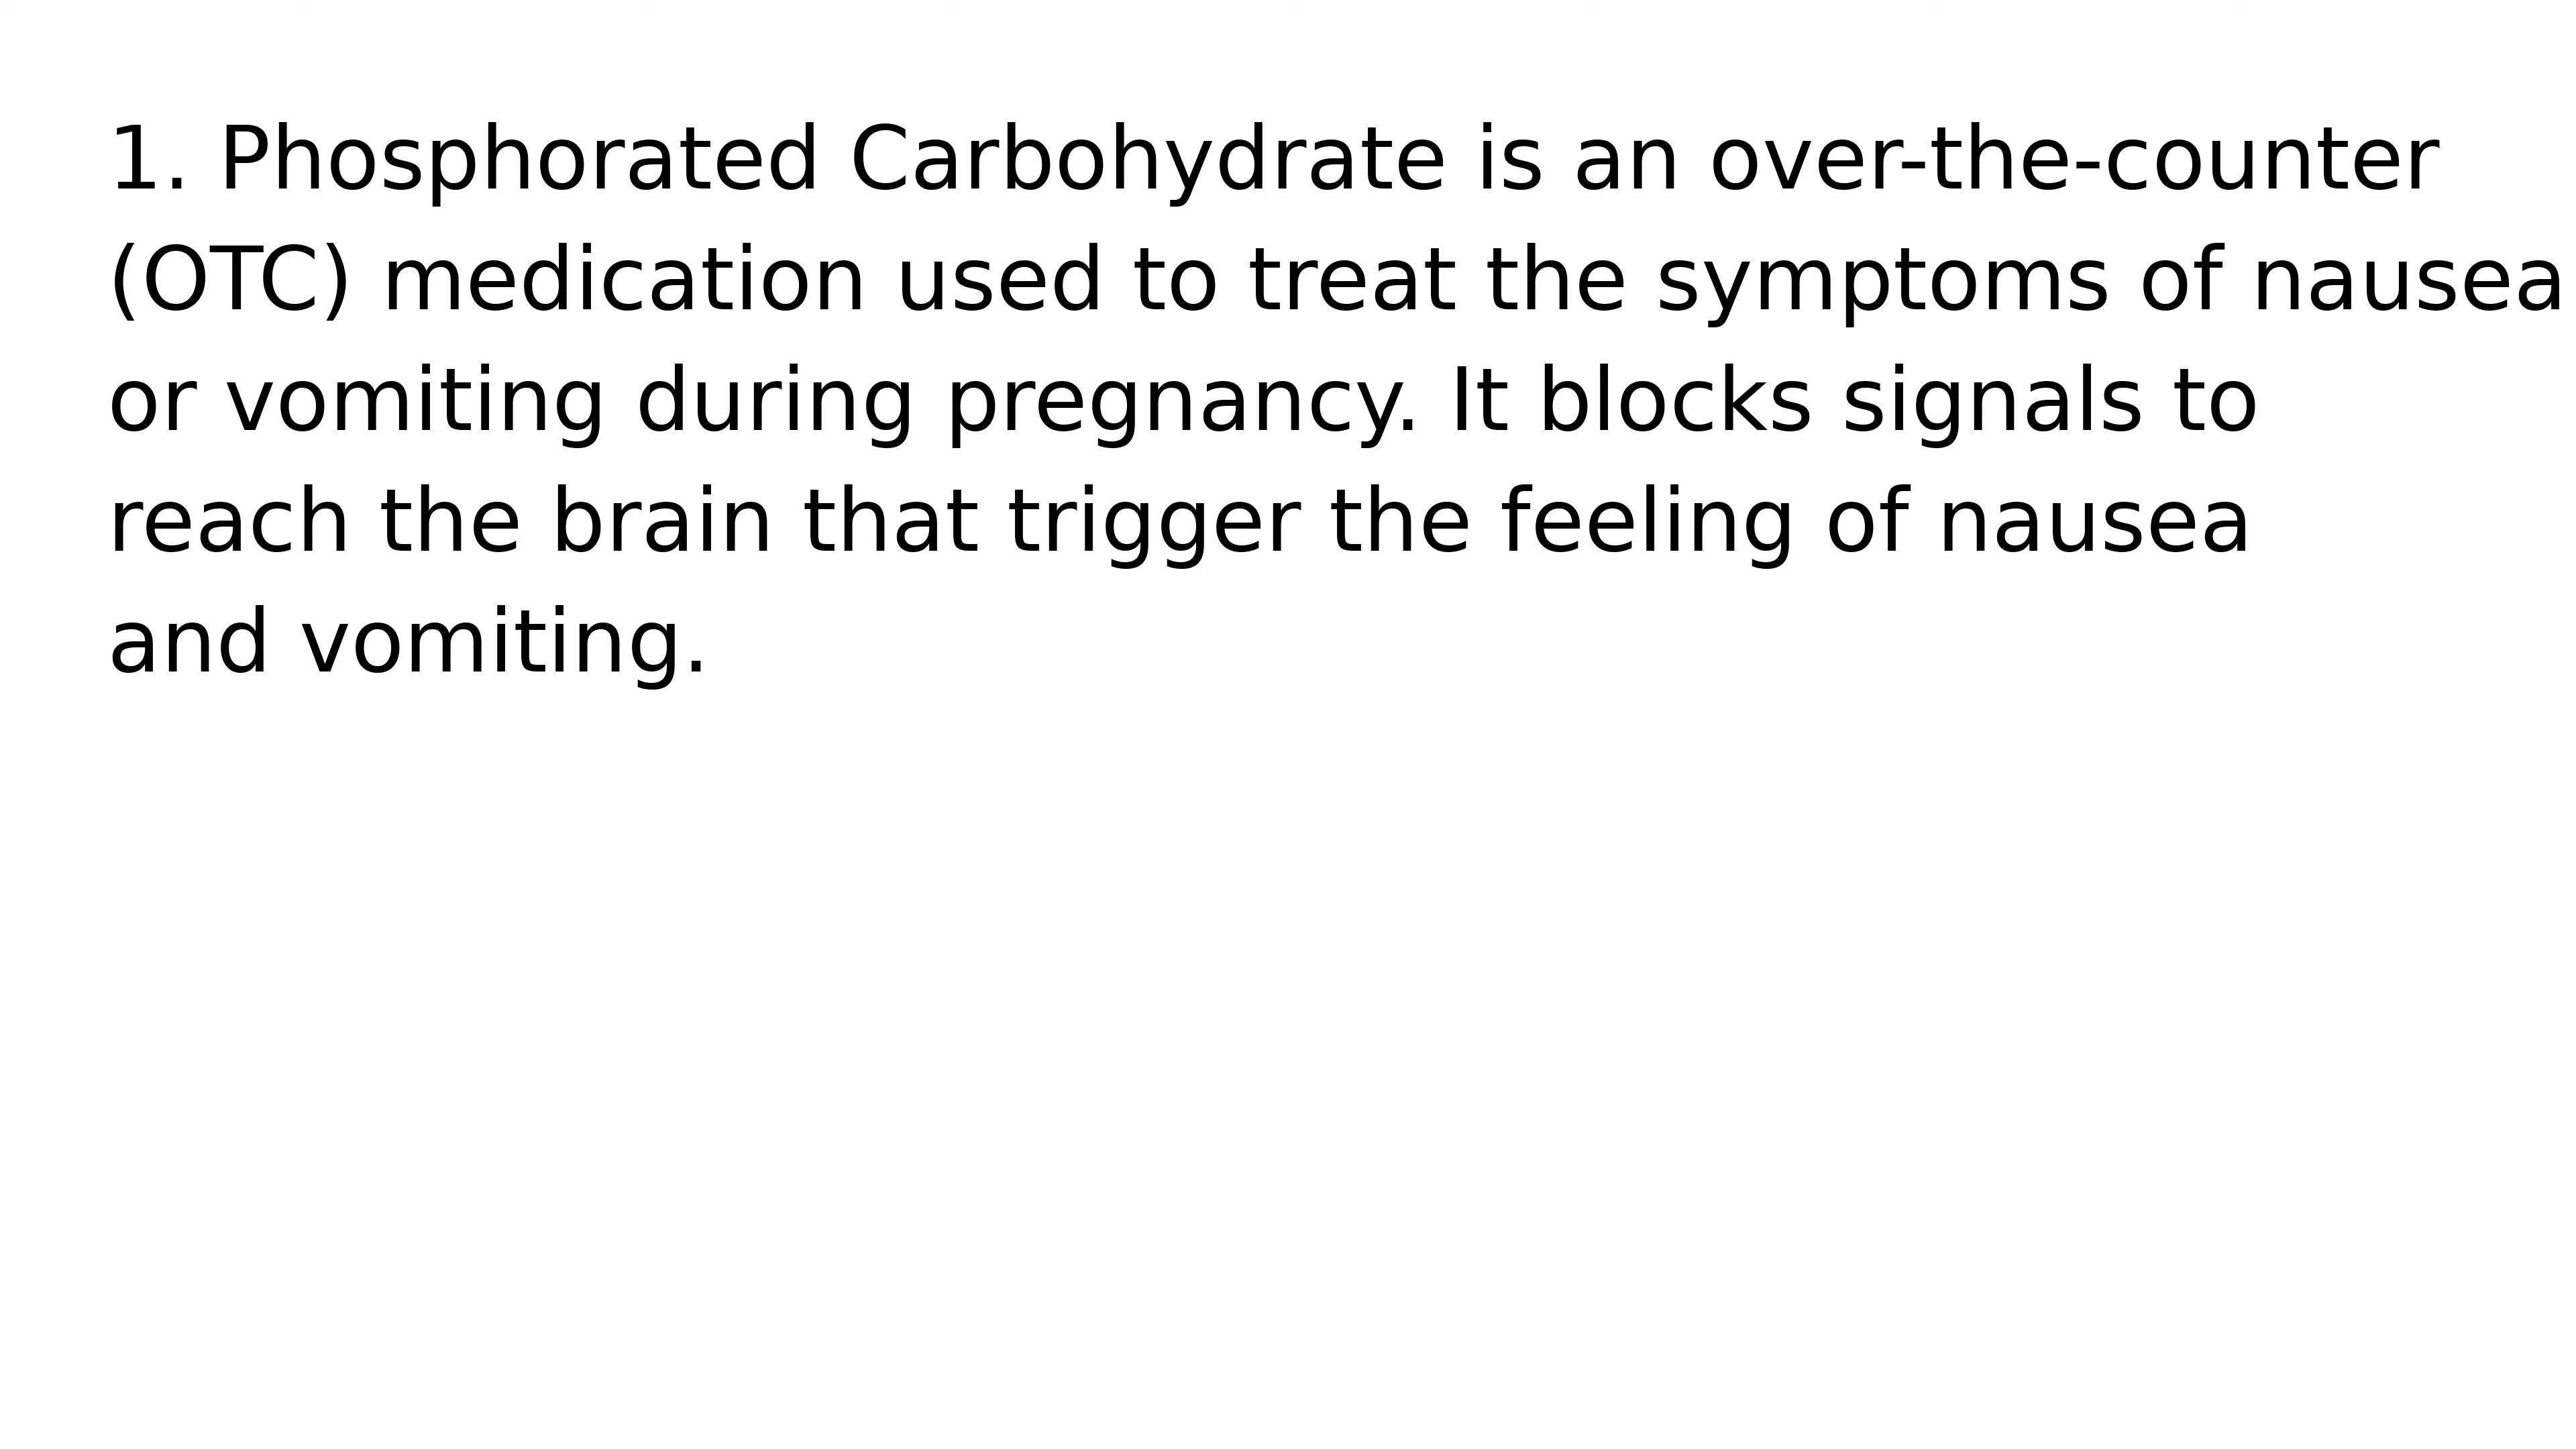 1. Phosphorated Carbohydrate is an over-the-counter
(OTC) medication used to treat the symptoms of nausea
or vomiting during pregnancy. It blocks signals to
reach the brain that trigger the feeling of nausea
and vomiting.